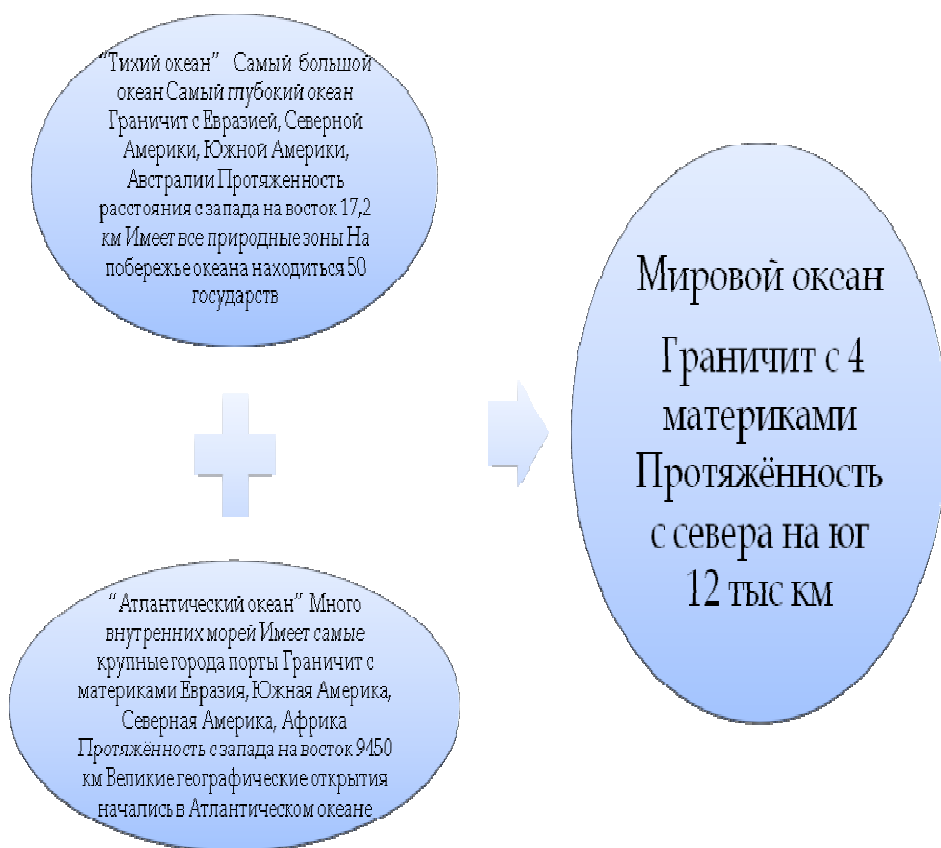 “Тихий океан” Самый большой
океан Самый глубокий океан
Граничит с Евразией, Северной
Америки, Южной Америки,
Австралии Протяженность
расстояния с запада на восток 17,2
км Имеет все природные зоны На
побережье океана находиться 50
государств
“Атлантический океан” Много
внутренних морей Имеет самые
крупные города порты Граничит с
материками Евразия, Южная Америка,
Северная Америка, Африка
Протяжённость с запада на восток 9450
км Великие географические открытия
начались в Атлантическом океане
Мировой океан
Граничит с 4
материками
Протяжённость
с севера на юг
12 тыс км